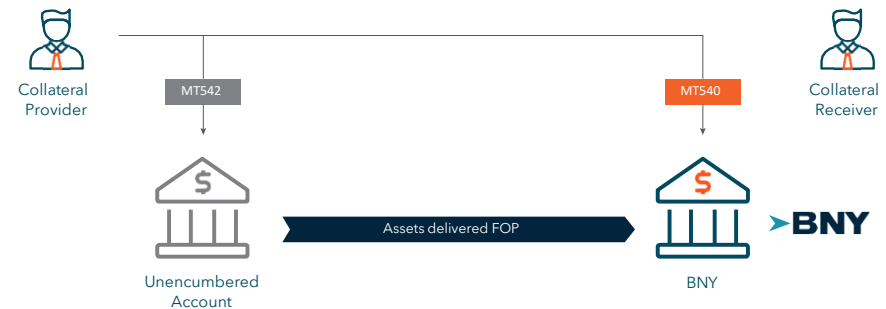 Collateral
Provider
MT542
MT540
Collateral
Receiver
$
$
Assets delivered FOP
BNY
Unencumbered
Account
BNY